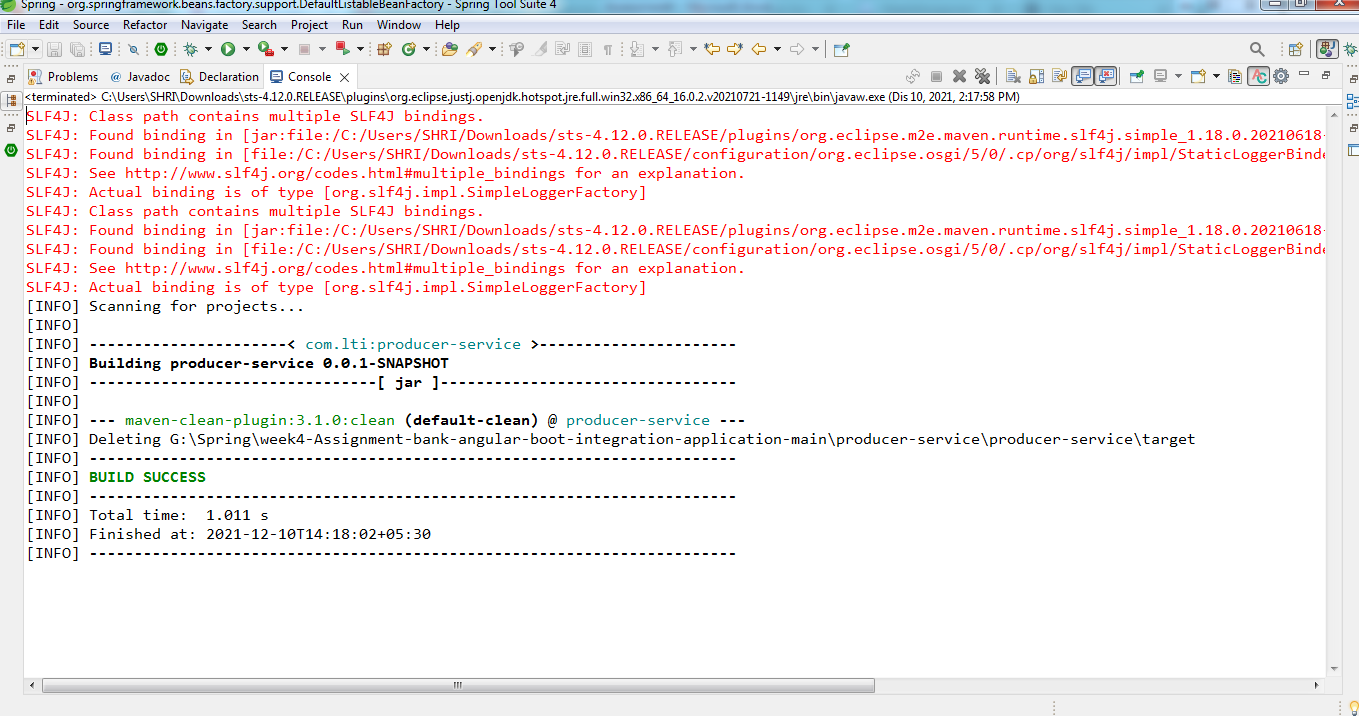 Spring - org.springframework.beans.factory.support.DefaultListableBeanFactory - Spring Tool Suite 4
File Edit Source Refactor Navigate Search Project Run Window Help
Problems @ Javadoc Declaration Console
<terminated> C:\Users\SHRI\Downloads\sts-4.12.0.RELEASE\plugins\org.eclipse.justj.openjdk.hotspot.jre.full.win32.x86_64_16.0.2.v20210721-1149\jre\bin\javaw.exe (Dis 10, 2021, 2:17:58 PM)
SLF4J: Class path contains multiple SLF4J bindings.
SLF4J: Found binding in [jar:file:/C:/Users/SHRI/Downloads/sts-4.12.0.RELEASE/plugins/org.eclipse.m2e.maven.runtime.slf4j.simple_1.18.0.20210618-
SLF4J: Found binding in [file:/C:/Users/SHRI/Downloads/sts-4.12.0.RELEASE/configuration/org.eclipse.osgi/5/0/.cp/org/slf4j/impl/StaticLoggerBinde
SLF4J: See http://www.slf4j.org/codes.html#multiple_bindings for an explanation.
SLF4J: Actual binding is of type [org.slf4j.impl.SimpleLoggerFactory]
SLF4J: Class path contains multiple SLF4J bindings.
SLF4J: Found binding in [jar:file:/C:/Users/SHRI/Downloads/sts-4.12.0.RELEASE/plugins/org.eclipse.m2e.maven.runtime.slf4j.simple_1.18.0.20210618-
SLF4J: Found binding in [file:/C:/Users/SHRI/Downloads/sts-4.12.0.RELEASE/configuration/org.eclipse.osgi/5/0/.cp/org/slf4j/impl/StaticLoggerBinde
SLF4J: See http://www.slf4j.org/codes.html#multiple_bindings for an explanation.
SLF4J: Actual binding is of type [org.slf4j.impl.SimpleLoggerFactory]
[INFO] Scanning for projects...
[INFO]
[INFO] ----------------------< com.lti:producer-service >----------------------
[INFO] Building producer-service 0.0.1-SNAPSHOT
[INFO] --------------------------------[ jar ]---------------------------------
[INFO]
[INFO] --- maven-clean-plugin:3.1.0:clean (default-clean) @ producer-service ---
[INFO] Deleting G:\Spring\week4-Assignment-bank-angular-boot-integration-application-main\producer-service\producer-service\target
[INFO] ------------------------------------------------------------------------
[INFO] BUILD SUCCESS
[INFO] ------------------------------------------------------------------------
[INFO] Total time:  1.011 s
[INFO] Finished at: 2021-12-10T14:18:02+05:30
[INFO] ------------------------------------------------------------------------